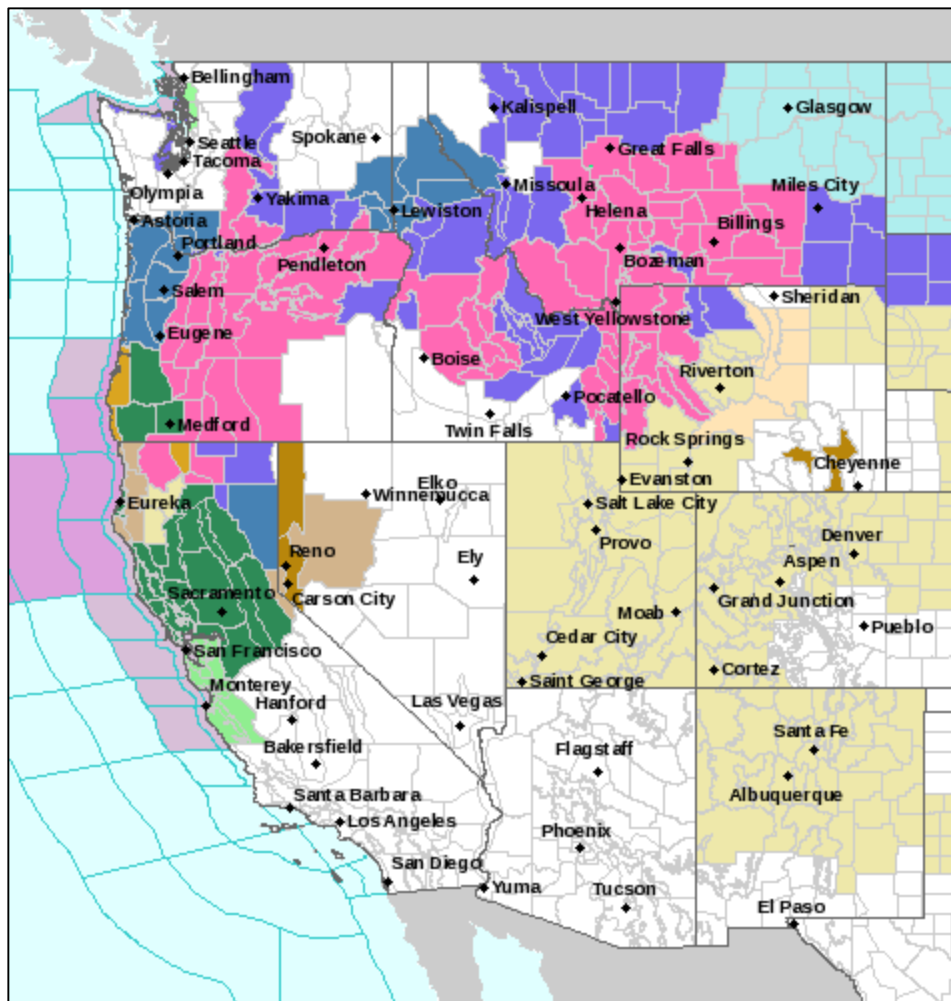 Bellingham
Kalispell
Glasgow
Seattle
Spokane
Great Falls
Tacoma
Miles City
Missoula
Olympia
Yakima
Helena
Lewiston
Astoria
Billings
Portland
Pendleton
Bozeman
Salem
Sheridan
West Yellowstone
Eugene
Boise
Riverton
Pocatello
Medford
Twin Falls
Rock Springs
Cheyenne
Elko
Evanston
Winnemucca
Eureka
Salt Lake City
Denver
Provo
Reno
Ely
Aspen
Sacramento
Carson City
Grand Junction
Moab
Pueblo
Cedar City
San Francisco
Cortez
Saint George
Monterey
Hanford
Las Vegas
Santa Fe
Bakersfield
Flagstaff
Albuquerque
Santa Barbara
Los Angeles
Phoenix
San Diego
Yuma
Tucson
El Paso